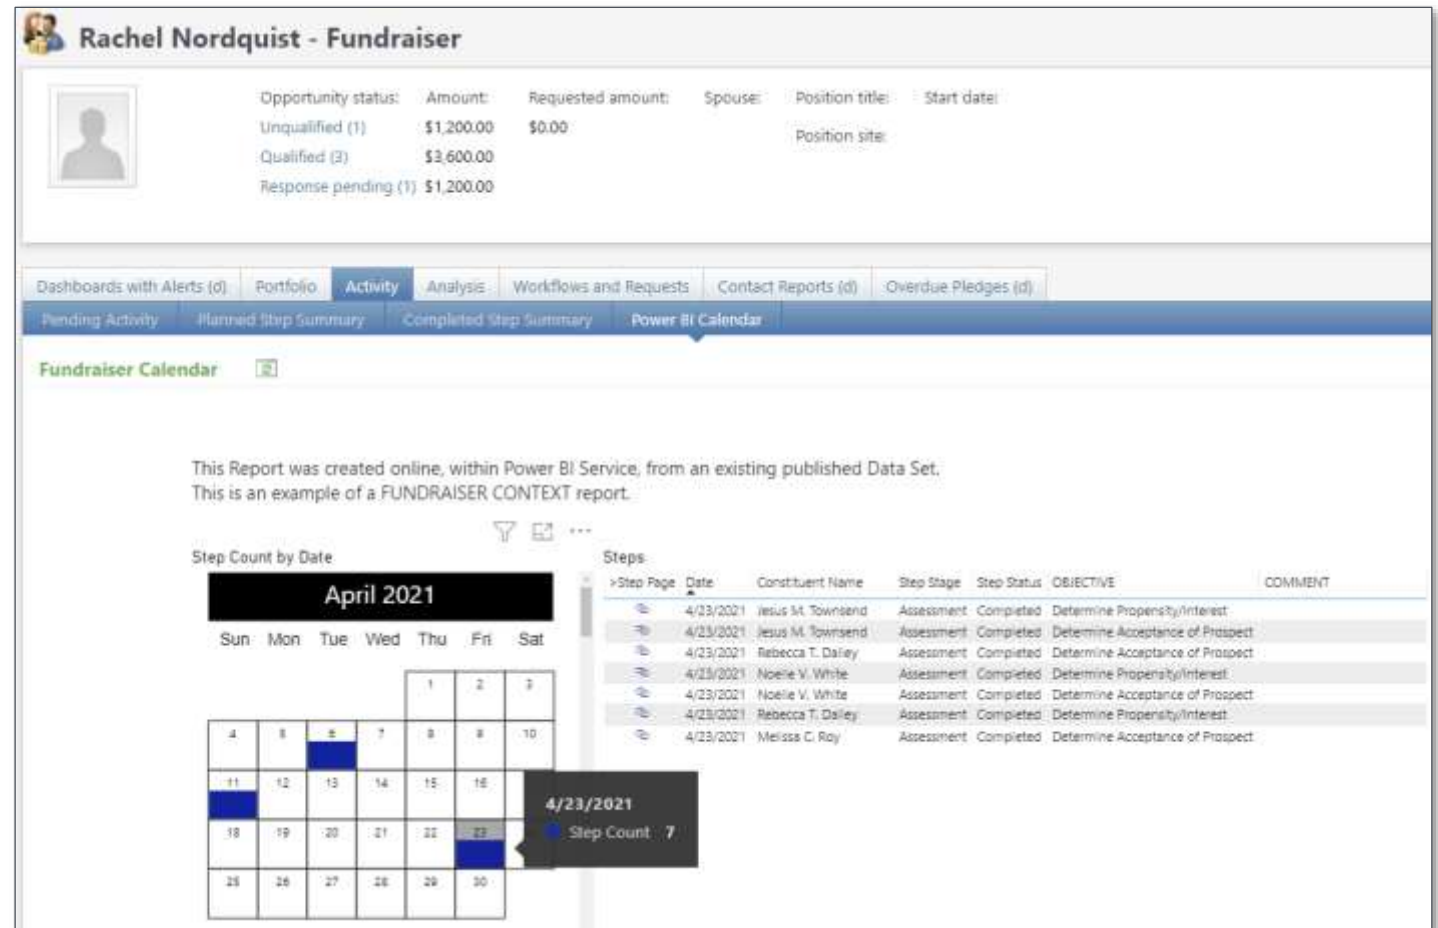 Rachel Nordquist - Fundraiser
Opportunity status: Amount: Requested amount: Spouse: Position title: Start date:
Unqualified (1) $1,200.00 $0.00
Position site:
Qualified (3) $3,600.00
Response pending (1) $1,200.00
Dashboards with Alerts (d) Portfolio Activity Analysis Workflows and Requests Contact Reports (d) Overdue Pledges (d)
Pending Activity Planned Step Summary Completed Step Summary Power BI Calendar
Fundraiser Calendar
This Report was created online, within Power BI Service, from an existing published Data Set.
This is an example of a FUNDRAISER CONTEXT report.
Step Count by Date
April 2021
Sun Mon Tue Wed Thu Fri Sat
1 2 3
4 5 6 7 8 9 10
11 12 13 14 15 16
18 19 20 21 22 23
25 26 27 28 29 30
4/23/2021
Step Count 7
Steps
>Step Page Date Constituent Name Step Stage Step Status OBJECTIVE COMMENT
4/23/2021 Jesus M. Townsend Assessment Completed Determine Propensity/Interest
4/23/2021 Jesus M. Townsend Assessment Completed Determine Acceptance of Prospect
4/23/2021 Rebecca T. Dailey Assessment Completed Determine Acceptance of Prospect
4/23/2021 Noelle V. White Assessment Completed Determine Propensity/Interest
4/23/2021 Noelle V. White Assessment Completed Determine Acceptance of Prospect
4/23/2021 Rebecca T. Dailey Assessment Completed Determine Propensity/Interest
4/23/2021 Melissa C. Roy Assessment Completed Determine Acceptance of Prospect